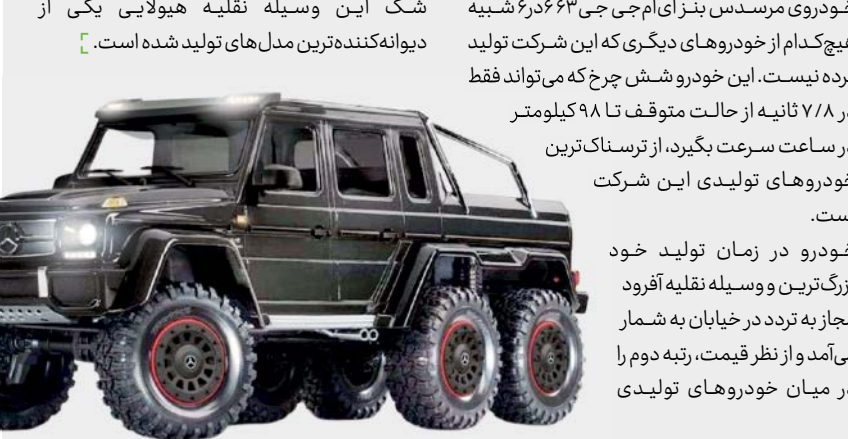 خودروی مرسدس بنز ای‌ام‌جی جی۶۳ ۶در۶ شبیه
هیچ‌کدام از خودروهای دیگری که این شرکت تولید
کرده نیست. این خودرو شش چرخ که می‌تواند فقط
در ۷/۸ ثانیه از حالت متوقف تا ۹۸ کیلومتر
در ساعت سرعت بگیرد، از ترسناک‌ترین
خودروهای تولیدی این شرکت
است.
خودرو در زمان تولید خود
بزرگ‌ترین و وسیله نقلیه آفرود
مجاز به تردد در خیابان به شمار
می‌آمد و از نظر قیمت، رتبه دوم را
در میان خودروهای تولیدی
شک این وسیله نقلیه هیولایی یکی از
دیوانه‌کننده‌ترین مدل‌های تولید شده است.